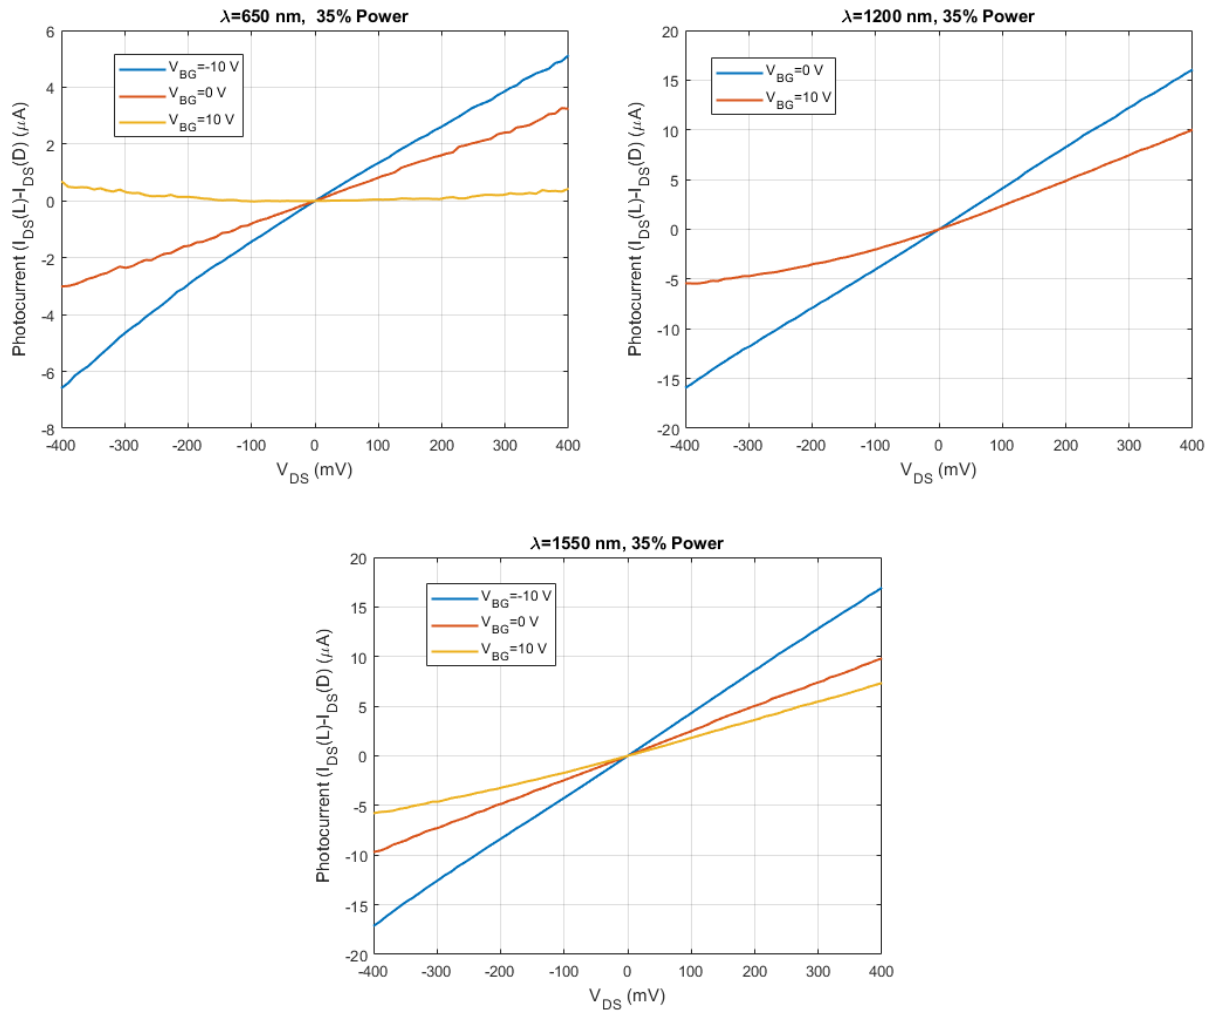 λ=650 nm, 35% Power
6
4
2
0
-2
-4
-6
-8
Photocurrent (I_DS(L)-I_DS(D) (μA)
V_BG=-10 V
V_BG=0 V
V_BG=10 V
-400 -300 -200 -100 0 100 200 300 400
V_DS (mV)
λ=1200 nm, 35% Power
20
15
10
5
0
-5
-10
-15
-20
Photocurrent (I_DS(L)-I_DS(D) (μA)
V_BG=0 V
V_BG=10 V
-400 -300 -200 -100 0 100 200 300 400
V_DS (mV)
λ=1550 nm, 35% Power
20
15
10
5
0
-5
-10
-15
-20
Photocurrent (I_DS(L)-I_DS(D) (μA)
V_BG=-10 V
V_BG=0 V
V_BG=10 V
-400 -300 -200 -100 0 100 200 300 400
V_DS (mV)